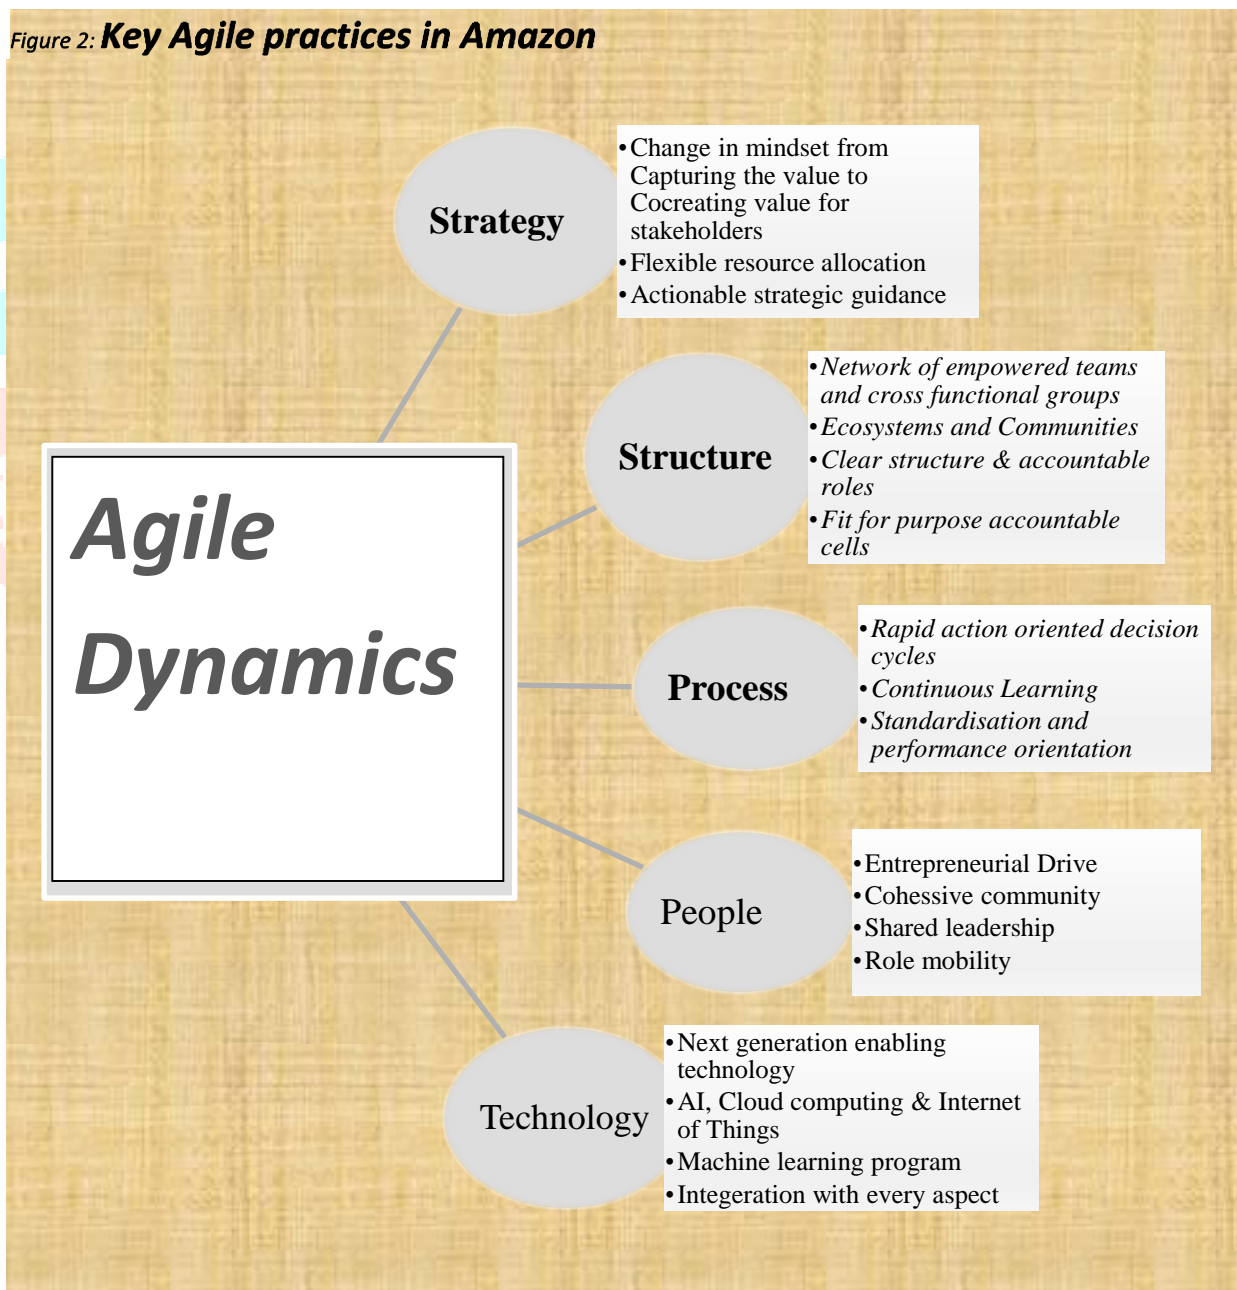 Figure 2: Key Agile practices in Amazon
Agile
Dynamics
Strategy
•Change in mindset from
Capturing the value to
Cocreating value for
stakeholders
•Flexible resource allocation
•Actionable strategic guidance
Structure
•Network of empowered teams
and cross functional groups
•Ecosystems and Communities
•Clear structure & accountable
roles
•Fit for purpose accountable
cells
Process
•Rapid action oriented decision
cycles
•Continuous Learning
•Standardisation and
performance orientation
People
•Entrepreneurial Drive
•Cohessive community
•Shared leadership
•Role mobility
Technology
•Next generation enabling
technology
•AI, Cloud computing & Internet
of Things
•Machine learning program
•Integeration with every aspect